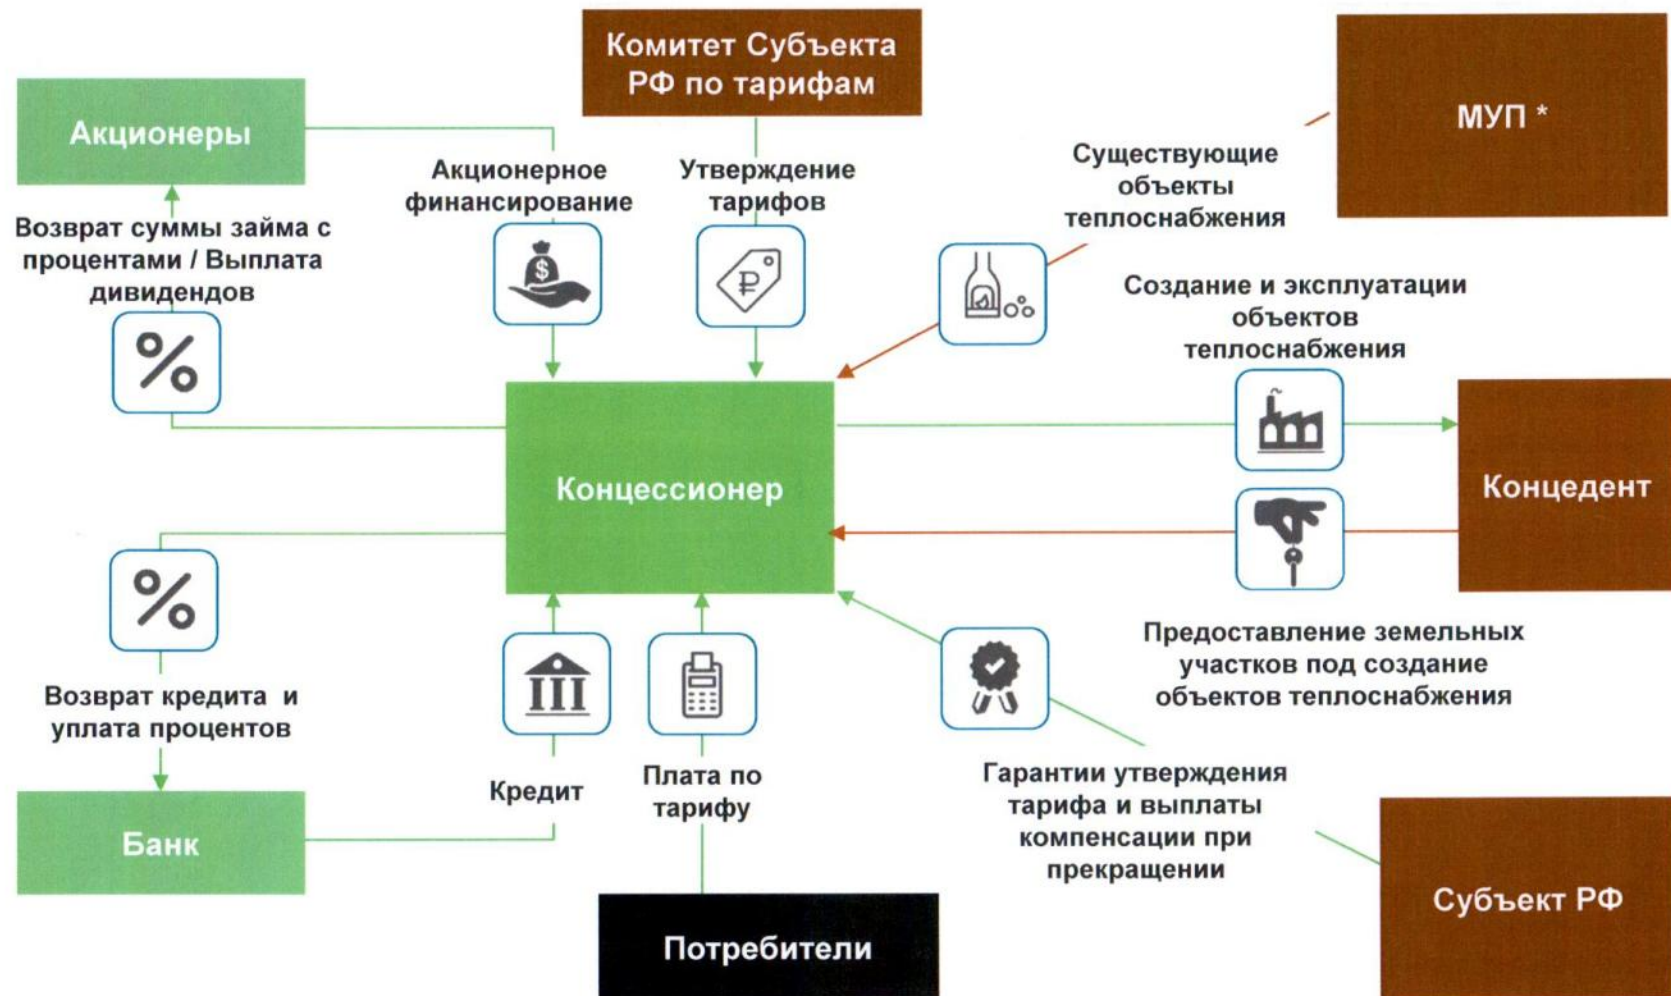 Комитет Субъекта
РФ по тарифам
МУП *
Акционеры
Акционерное
финансирование
Утверждение
тарифов
Существующие
объекты
теплоснабжения
Возврат суммы займа с
процентами / Выплата
дивидендов
$
₽
%
Создание и эксплуатации
объектов
теплоснабжения
Концессионер
Концедент
%
Предоставление земельных
участков под создание
объектов теплоснабжения
Возврат кредита и
уплата процентов
Кредит
Плата по
тарифу
Гарантии утверждения
тарифа и выплаты
компенсации при
прекращении
Банк
Потребители
Субъект РФ